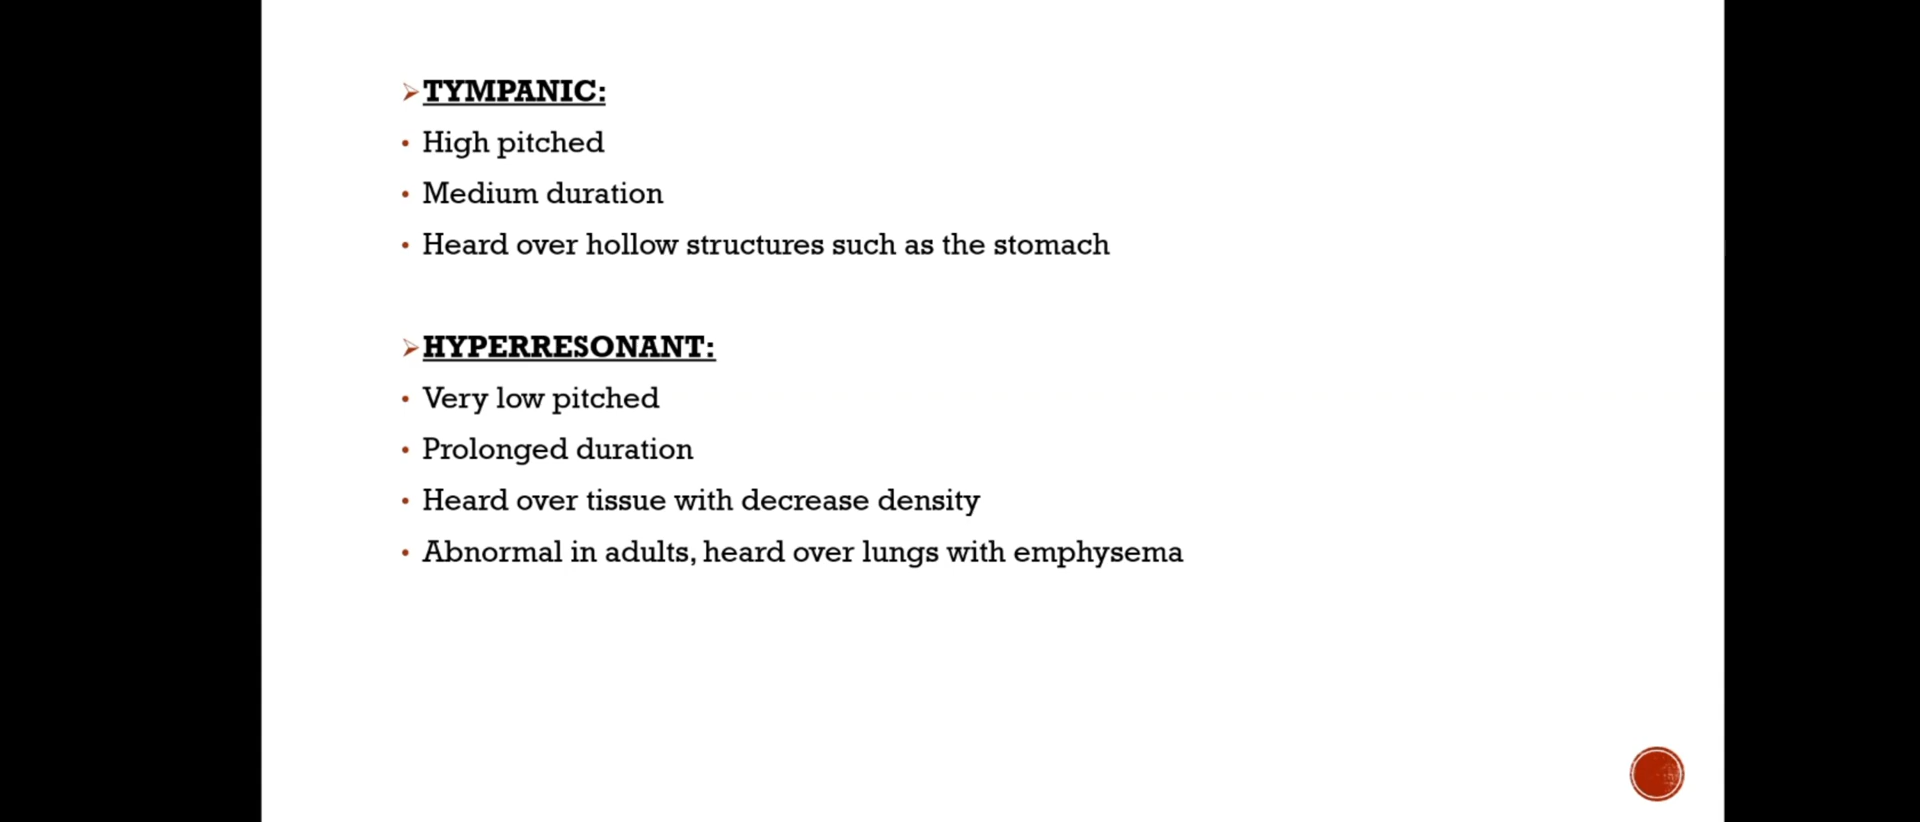 TYMPANIC:
High pitched
Medium duration
Heard over hollow structures such as the stomach
HYPERRESONANT:
Very low pitched
Prolonged duration
Heard over tissue with decrease density
Abnormal in adults, heard over lungs with emphysema